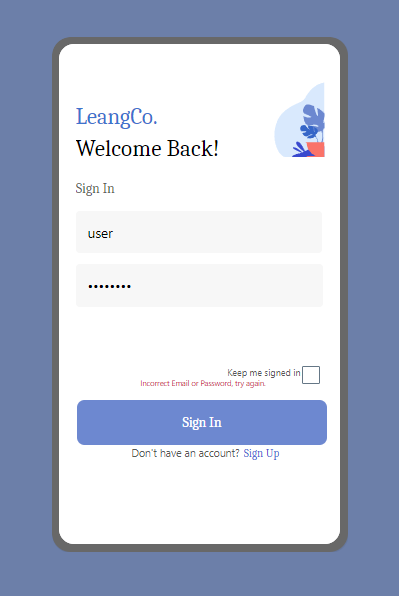 LeangCo.
Welcome Back!
Sign In
user
••••••••
Keep me signed in
Incorrect Email or Password, try again.
Sign In
Don't have an account? Sign Up